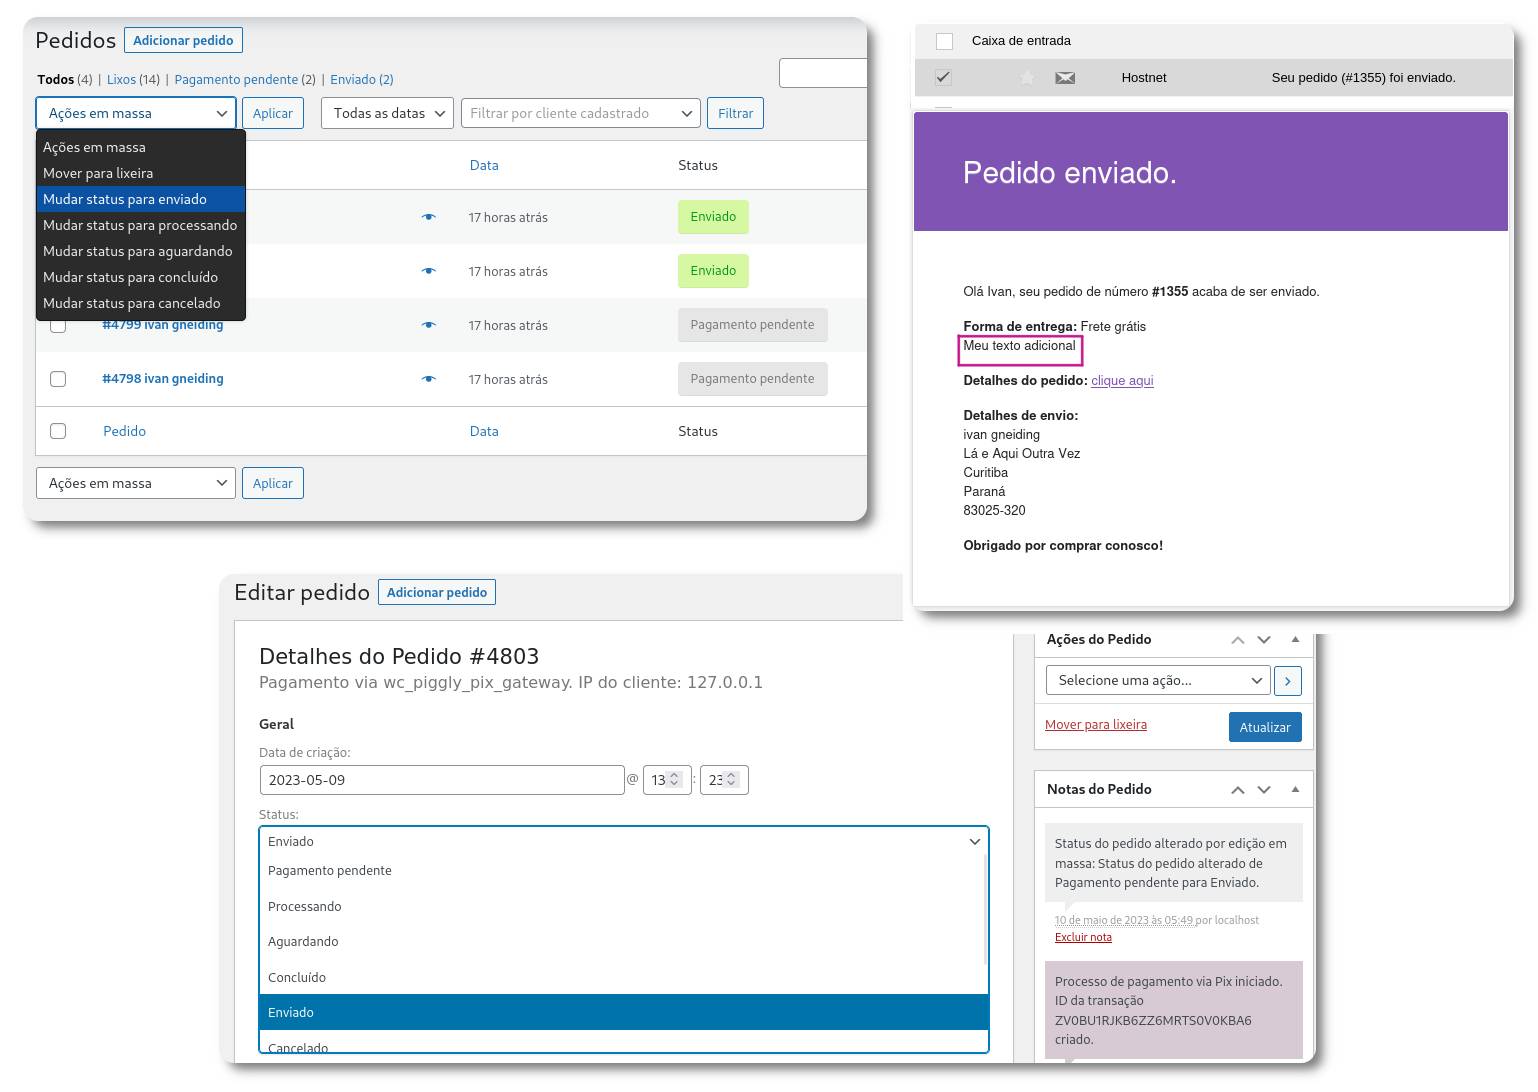 Pedidos Adicionar pedido
Todos (4) | Lixos (14) | Pagamento pendente (2) | Enviado (2)
Ações em massa Aplicar Todas as datas Filtrar por cliente cadastrado Filtrar
Ações em massa
Mover para lixeira
Mudar status para enviado
Mudar status para processando
Mudar status para aguardando
Mudar status para concluído
Mudar status para cancelado
Data Status
17 horas atrás Enviado
17 horas atrás Enviado
#4799 ivan gneiding 17 horas atrás Pagamento pendente
#4798 ivan gneiding 17 horas atrás Pagamento pendente
Pedido Data Status
Ações em massa Aplicar
Caixa de entrada
Hostnet Seu pedido (#1355) foi enviado.
Pedido enviado.
Olá Ivan, seu pedido de número #1355 acaba de ser enviado.
Forma de entrega: Frete grátis
Meu texto adicional
Detalhes do pedido: clique aqui
Detalhes de envio:
ivan gneiding
Lá e Aqui Outra Vez
Curitiba
Paraná
83025-320
Obrigado por comprar conosco!
Editar pedido Adicionar pedido
Detalhes do Pedido #4803
Pagamento via wc_piggly_pix_gateway. IP do cliente: 127.0.0.1
Geral
Data de criação:
2023-05-09 @ 13 : 23
Status:
Enviado
Pagamento pendente
Processando
Aguardando
Concluído
Enviado
Cancelado
Ações do Pedido
Selecione uma ação...
Mover para lixeira Atualizar
Notas do Pedido
Status do pedido alterado por edição em
massa: Status do pedido alterado de
Pagamento pendente para Enviado.
10 de maio de 2023 às 05:49 por localhost
Excluir nota
Processo de pagamento via Pix iniciado.
ID da transação
ZV0BU1RJKB6ZZ6MRTS0V0KBA6
criado.